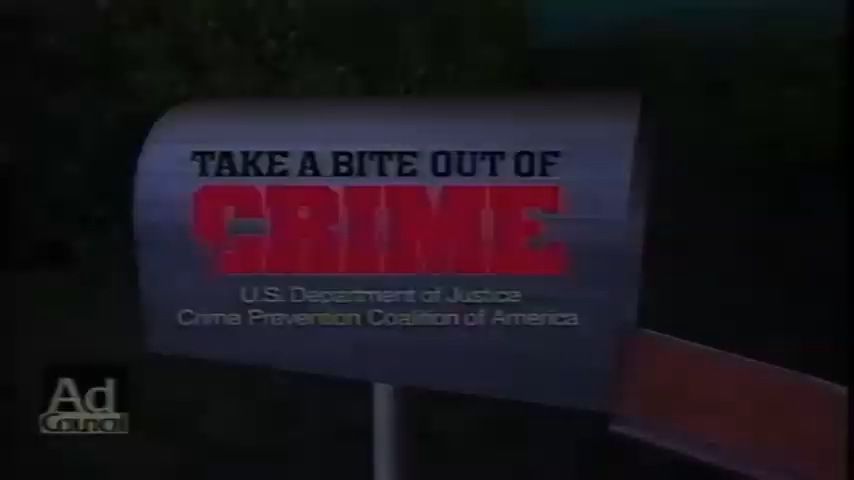 TAKE A BITE OUT OF
CRIME
U.S. Department of Justice
Crime Prevention Coalition of America
Ad
Council